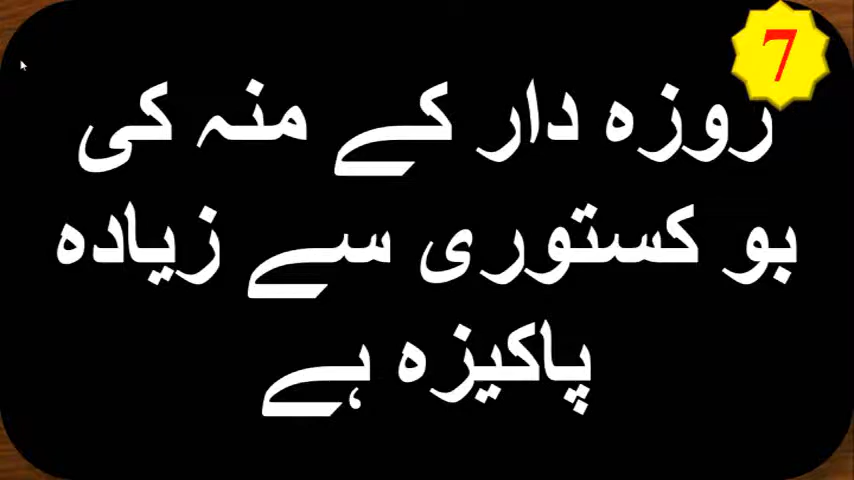 7
روزہ دار کے منہ کی
بو کستوری سے زیادہ
پاکیزہ ہے